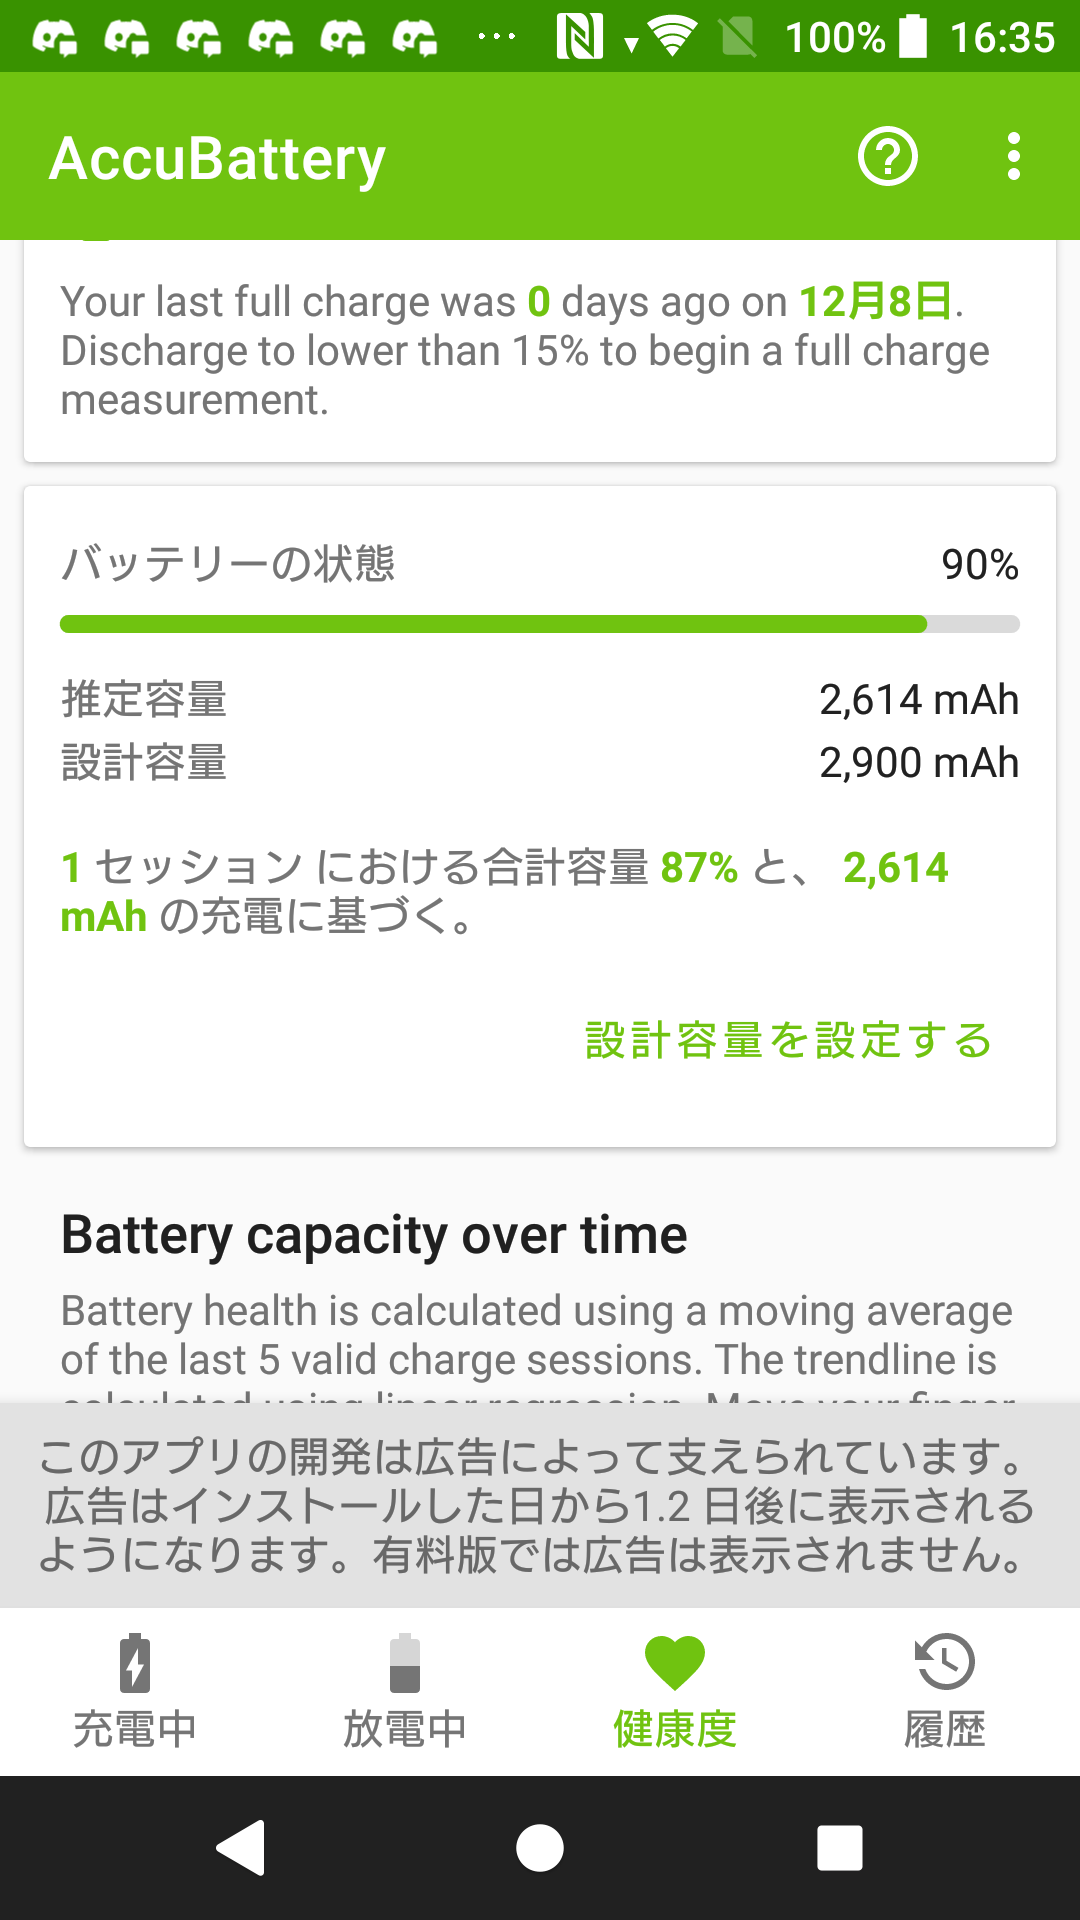 100% 16:35
AccuBattery
Your last full charge was 0 days ago on 12月8日.
Discharge to lower than 15% to begin a full charge
measurement.
バッテリーの状態 90%
推定容量 2,614 mAh
設計容量 2,900 mAh
1 セッション における合計容量 87% と、 2,614
mAh の充電に基づく。
設計容量を設定する
Battery capacity over time
Battery health is calculated using a moving average
of the last 5 valid charge sessions. The trendline is
calculated using linear regression. Move your finger
このアプリの開発は広告によって支えられています。
広告はインストールした日から1.2 日後に表示される
ようになります。有料版では広告は表示されません。
充電中 放電中 健康度 履歴